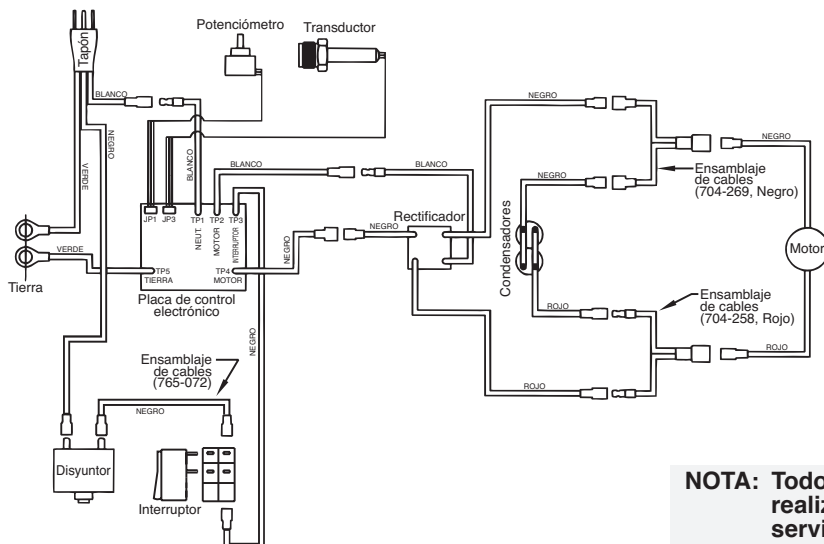 Potenciómetro
Transductor
Tapón
BLANCO
NEGRO
VERDE
BLANCO
BLANCO
BLANCO
NEGRO
NEGRO
NEGRO
NEGRO
Ensamblaje
de cables
(704-269, Negro)
JP1
JP3
TP1
TP2
TP3
NEUT.
MOTOR
INTERRUPTOR
Rectificador
NEGRO
NEGRO
Condensadores
Motor
VERDE
Tierra
TP5
TIERRA
TP4
MOTOR
Placa de control
electrónico
ROJO
Ensamblaje
de cables
(704-258, Rojo)
ROJO
ROJO
NEGRO
Ensamblaje
de cables
(765-072)
NEGRO
Disyuntor
Interruptor
NOTA: Todo
realiz
servi